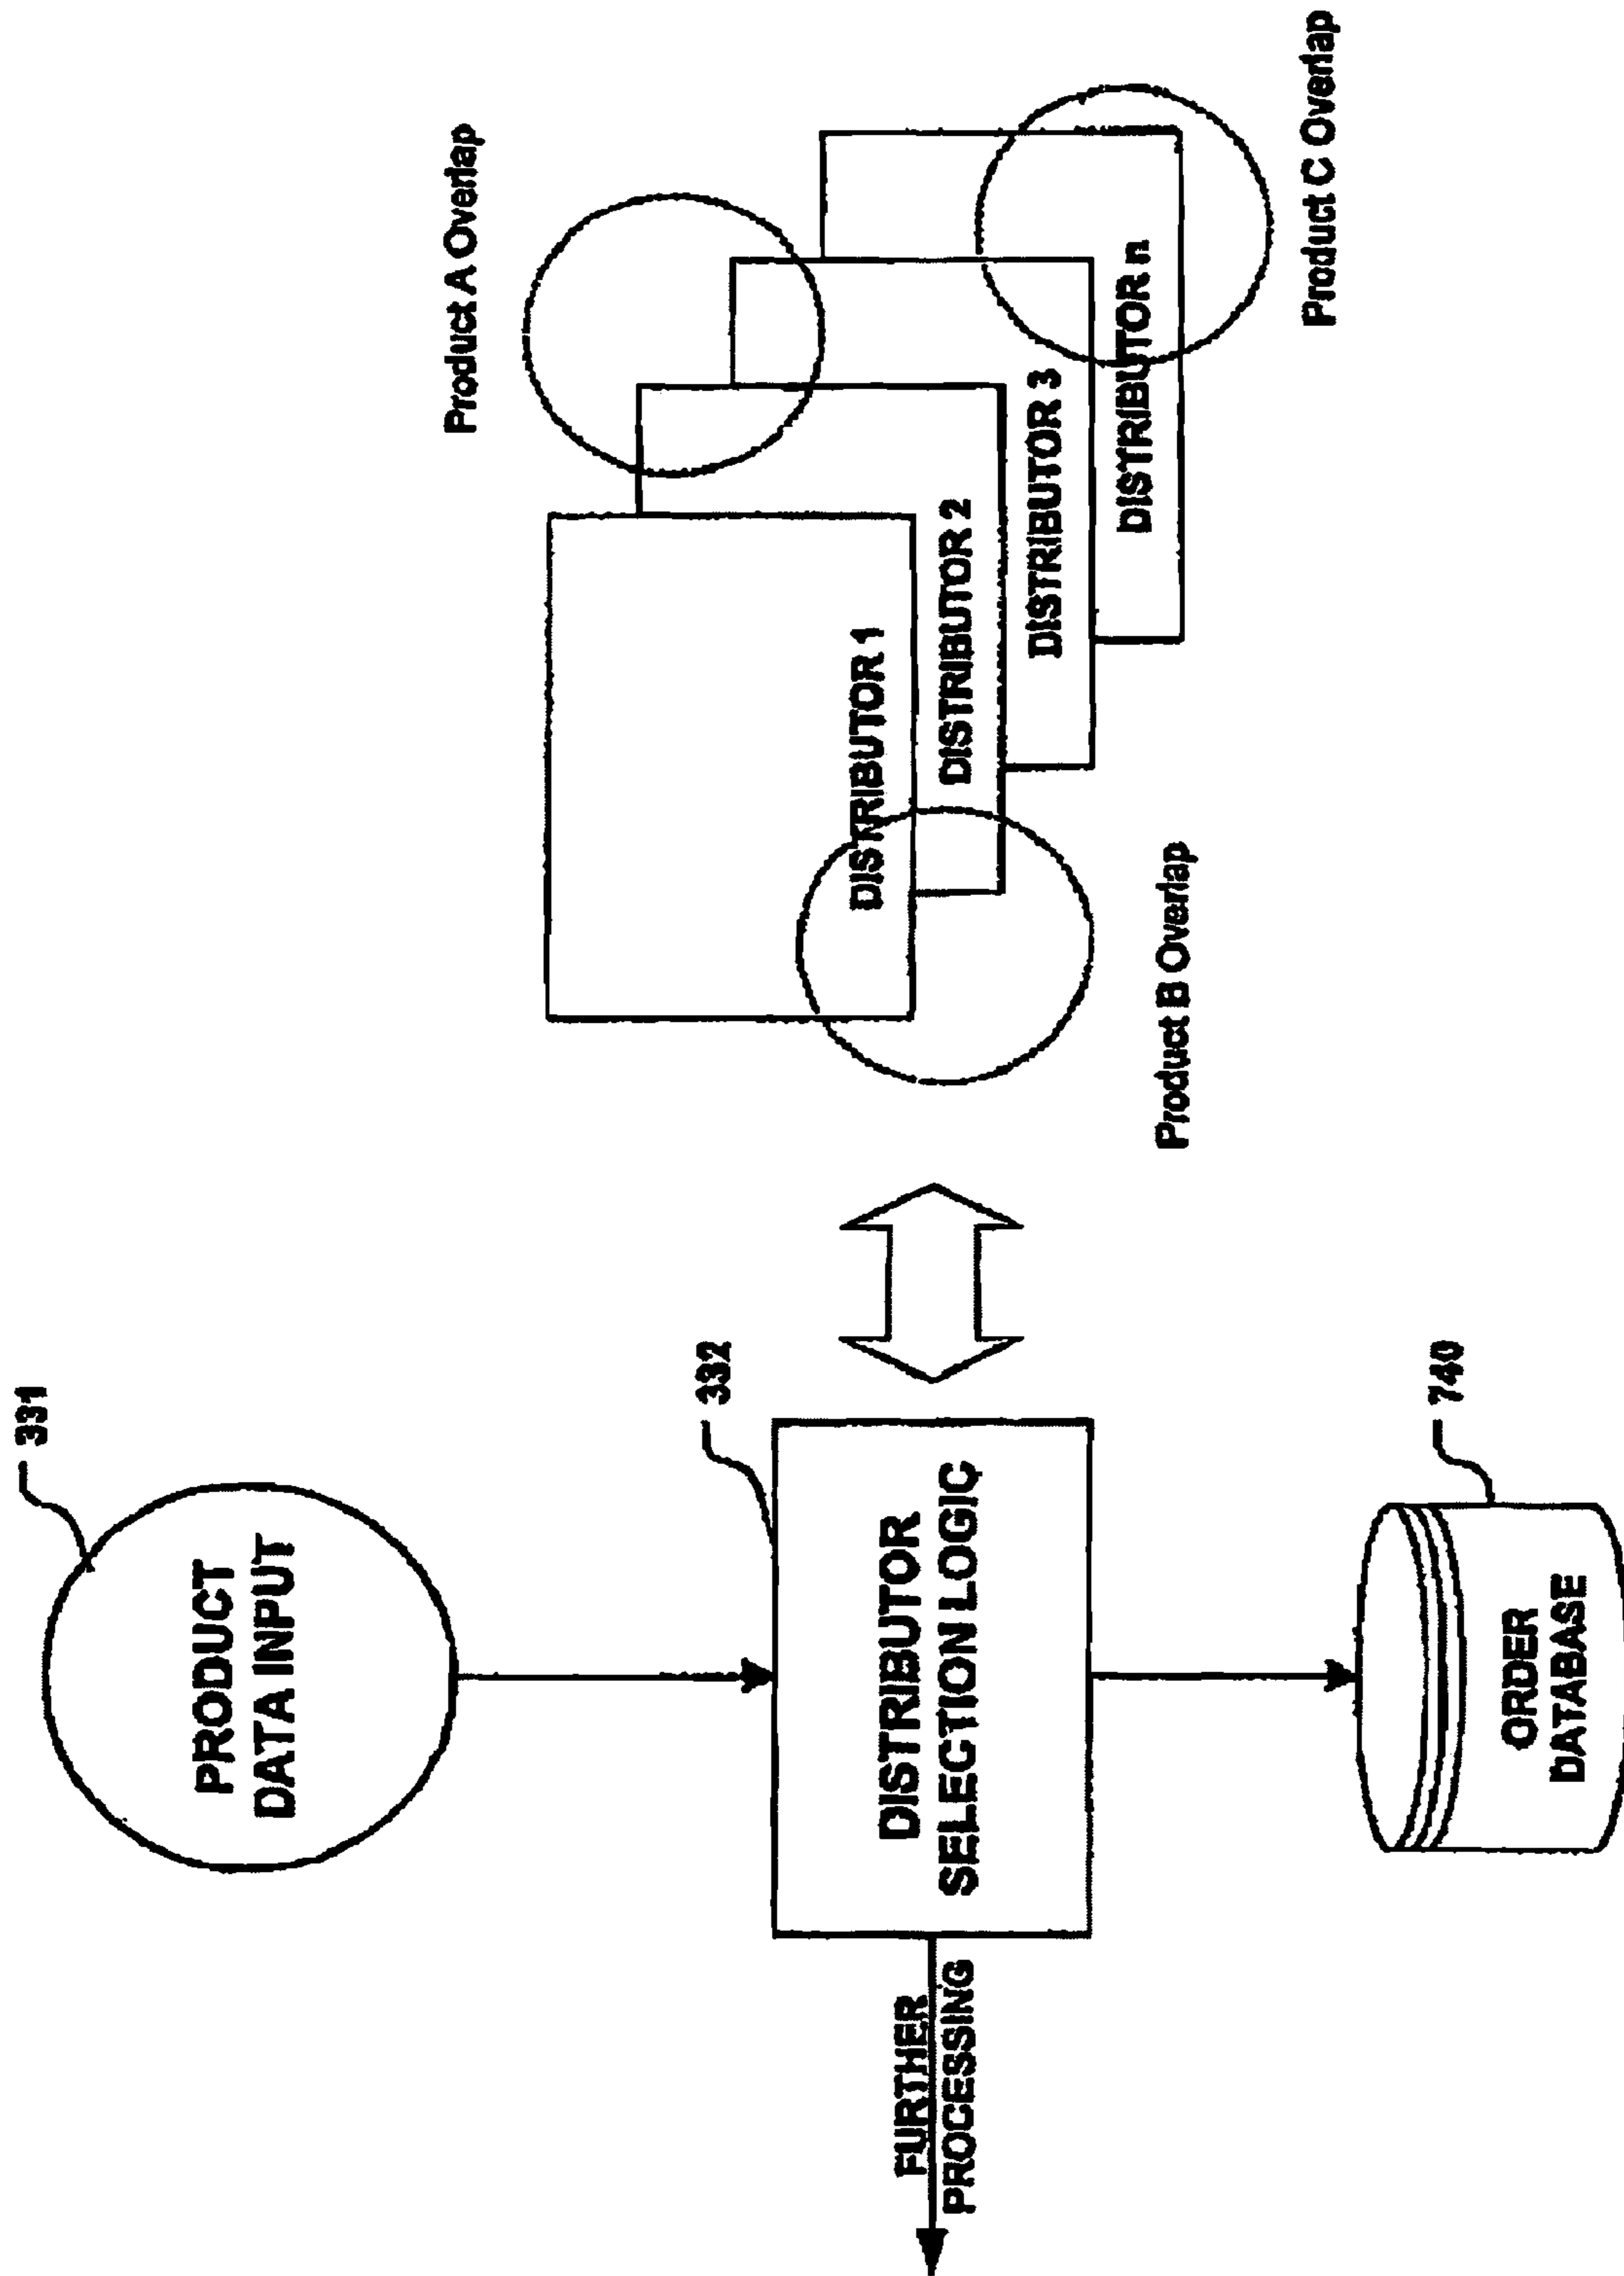 331
PRODUCT
DATA INPUT
332
DISTRIBUTOR
SELECTION LOGIC
FURTHER
PROCESSING
740
ORDER
DATABASE
Product A Overlap
DISTRIBUTOR 1
DISTRIBUTOR 2
DISTRIBUTOR 3
DISTRIBUTOR n
Product B Overlap
Product C Overlap